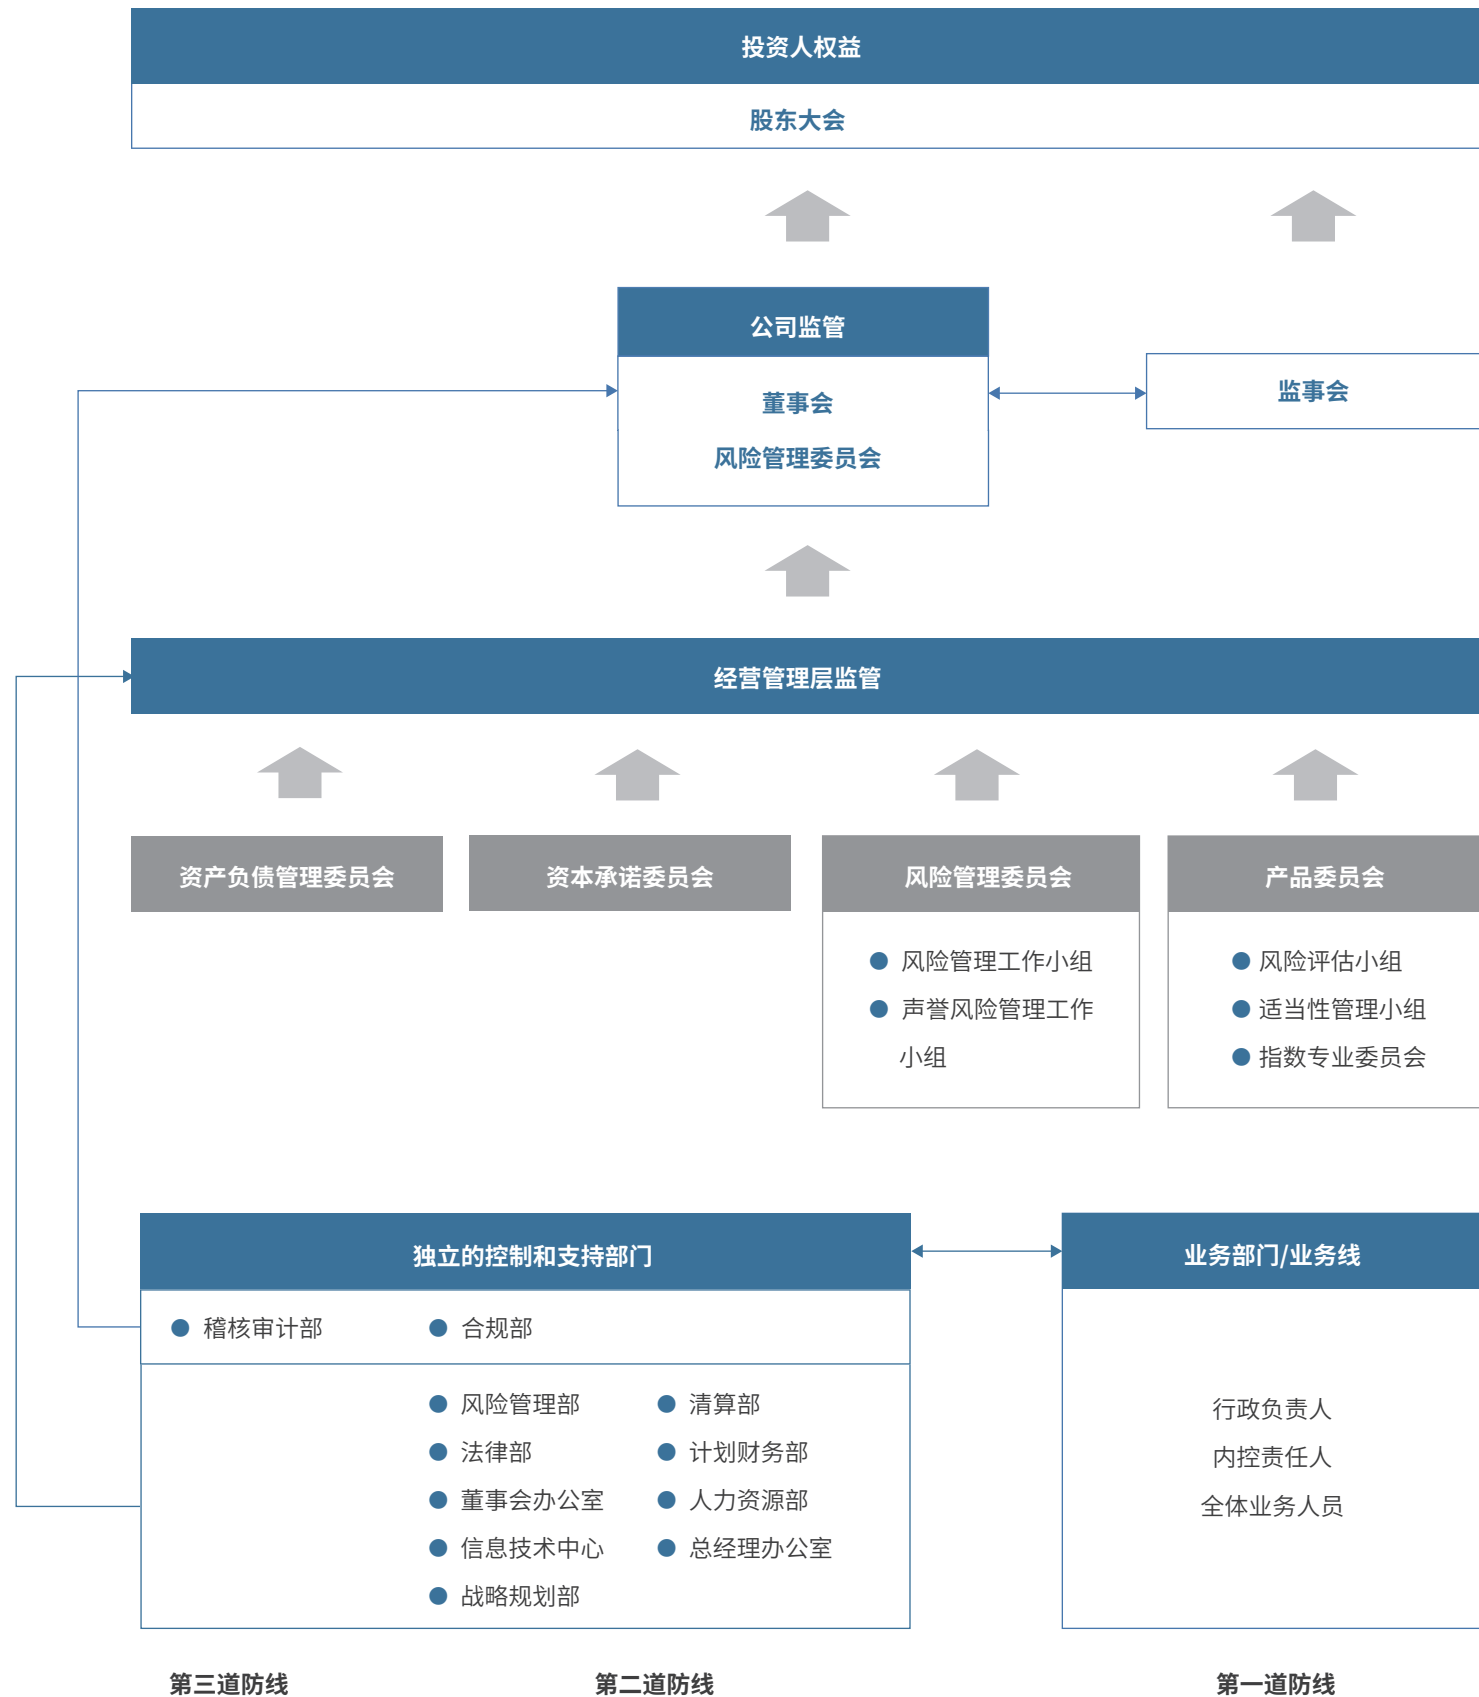 投资人权益
股东大会
公司监管
董事会
风险管理委员会
监事会
经营管理层监管
资产负债管理委员会
资本承诺委员会
风险管理委员会
风险管理工作小组
声誉风险管理工作
小组
产品委员会
风险评估小组
适当性管理小组
指数专业委员会
独立的控制和支持部门
稽核审计部
合规部
风险管理部
法律部
董事会办公室
信息技术中心
战略规划部
清算部
计划财务部
人力资源部
总经理办公室
业务部门/业务线
行政负责人
内控责任人
全体业务人员
第三道防线
第二道防线
第一道防线